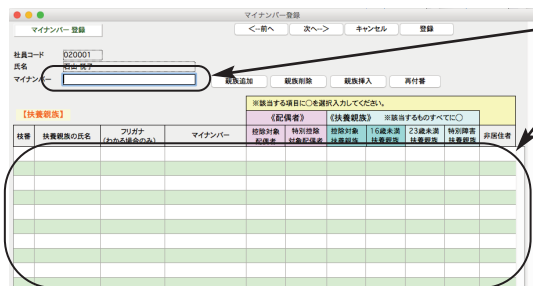 マイナンバー登録
マイナンバー 登録
<--前へ
次へ-->
キャンセル
登録
社員コード 020001
氏名 石山 悦子
マイナンバー
親族追加
親族削除
親族挿入
再付番
※該当する項目に○を選択入力してください。
【扶養親族】
《配偶者》
《扶養親族》 ※該当するものすべてに○
枝番
扶養親族の氏名
フリガナ
(わかる場合のみ)
マイナンバー
控除対象
配偶者
特別控除
対象配偶者
控除対象
扶養親族
16歳未満
扶養親族
23歳未満
扶養親族
特別障害
扶養親族
非居住者